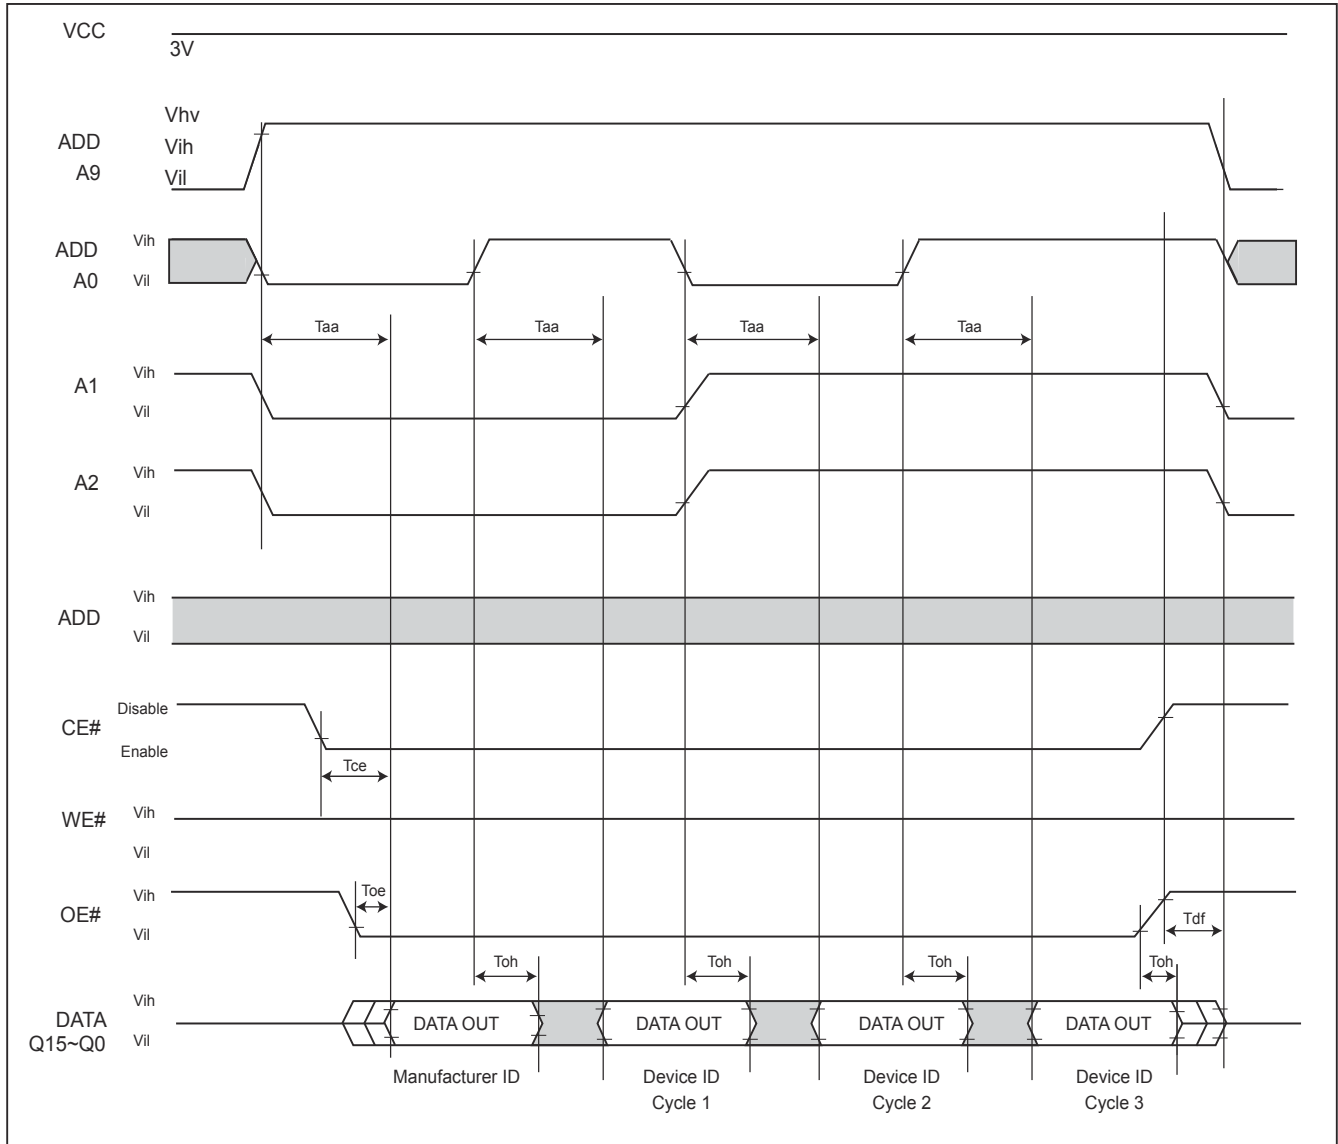 VCC
3V
Vhv
ADD
Vih
A9
Vil
Vih
ADD
A0
Vil
Taa
Taa
Taa
Taa
Vih
A1
Vil
Vih
A2
Vil
Vih
ADD
Vil
Disable
CE#
Enable
Tce
Vih
WE#
Vil
Toe
Vih
OE#
Vil
Tdf
Toh
Toh
Toh
Toh
Vih
DATA
Q15~Q0
Vil
DATA OUT
DATA OUT
DATA OUT
DATA OUT
Manufacturer ID
Device ID
Cycle 1
Device ID
Cycle 2
Device ID
Cycle 3